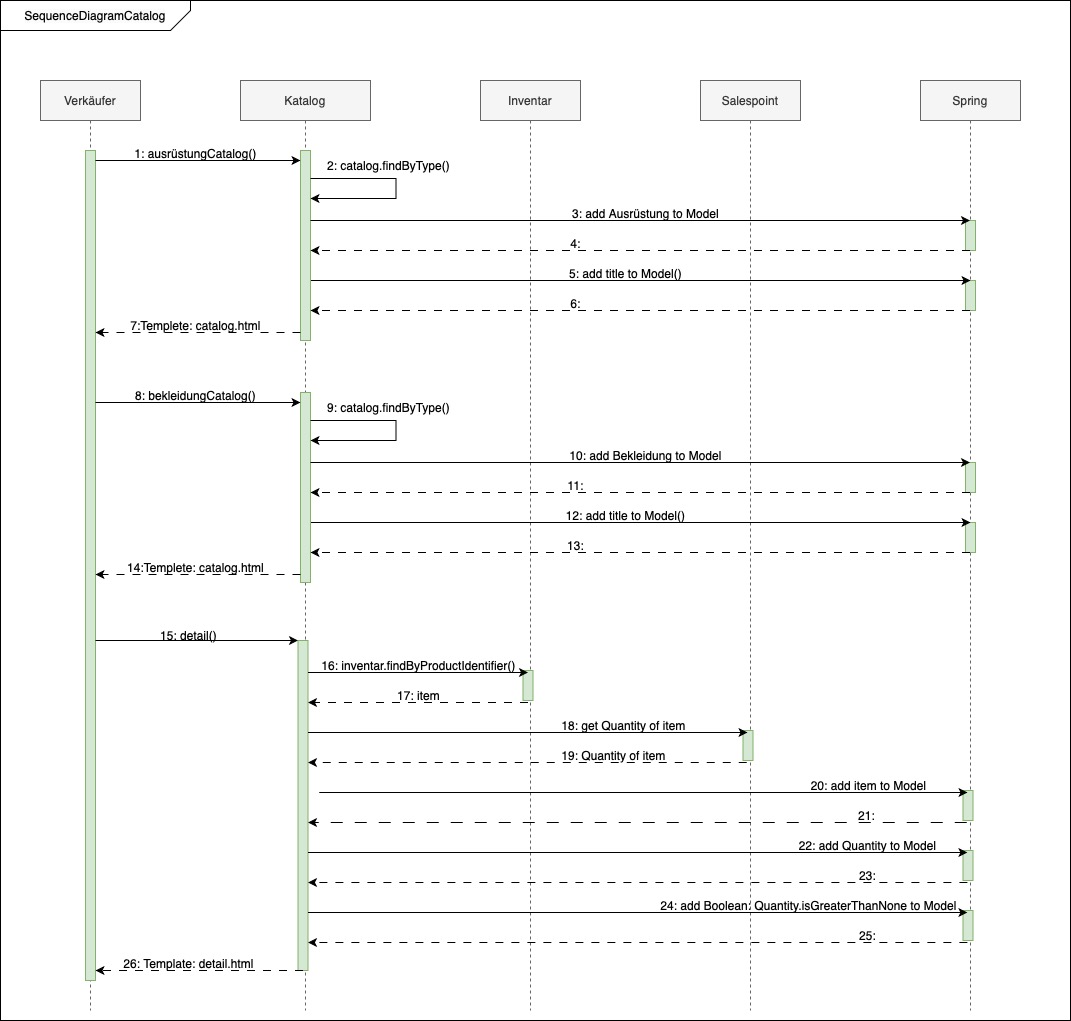 SequenceDiagramCatalog
Verkäufer
Katalog
Inventar
Salespoint
Spring
1: ausrüstungCatalog()
2: catalog.findByType()
3: add Ausrüstung to Model
4:
5: add title to Model()
6:
7:Templete: catalog.html
8: bekleidungCatalog()
9: catalog.findByType()
10: add Bekleidung to Model
11:
12: add title to Model()
13:
14:Templete: catalog.html
15: detail()
16: inventar.findByProductIdentifier()
17: item
18: get Quantity of item
19: Quantity of item
20: add item to Model
21:
22: add Quantity to Model
23:
24: add Boolean: Quantity.isGreaterThanNone to Model
25:
26: Template: detail.html